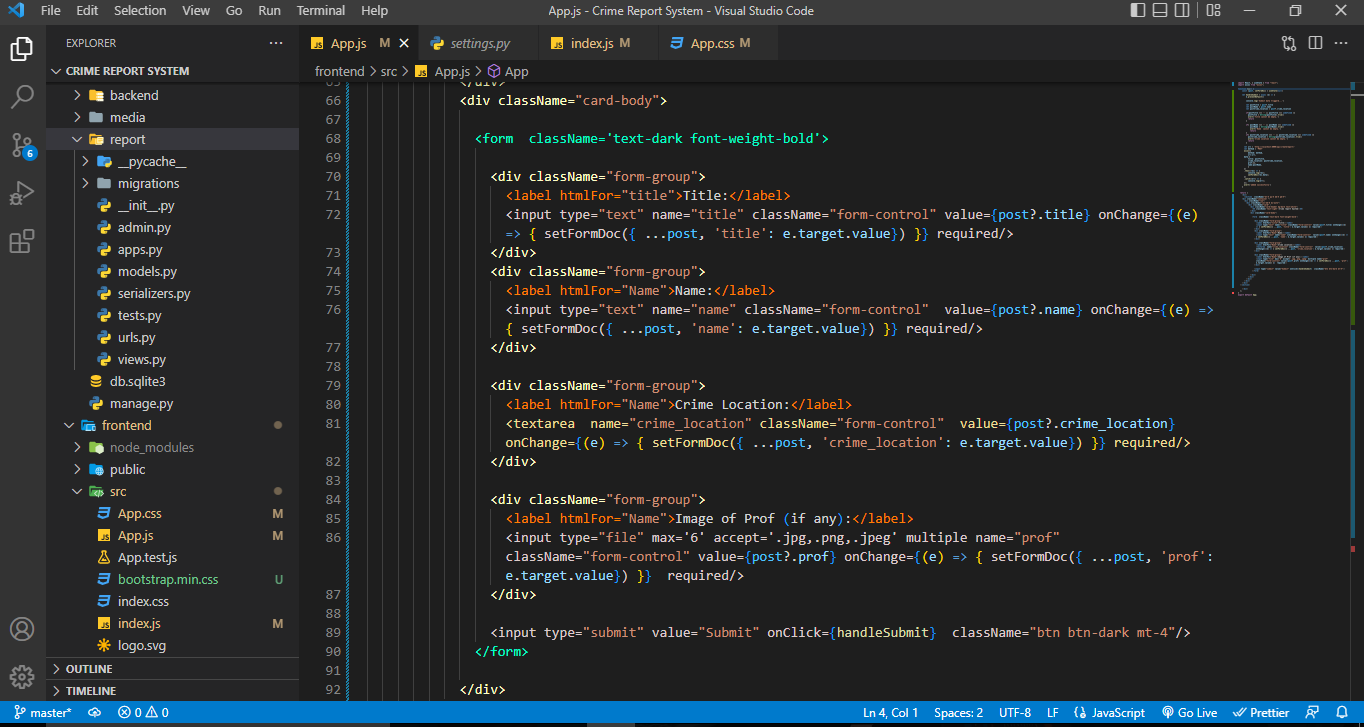 File Edit Selection View Go Run Terminal Help App.js - Crime Report System - Visual Studio Code
EXPLORER
App.js M
settings.py
index.js M
App.css M
CRIME REPORT SYSTEM
frontend > src > App.js > App
backend
media
report
__pycache__
migrations
__init__.py
admin.py
apps.py
models.py
serializers.py
tests.py
urls.py
views.py
db.sqlite3
manage.py
frontend
node_modules
public
src
App.css M
App.js M
App.test.js
bootstrap.min.css U
index.css
index.js M
logo.svg
OUTLINE
TIMELINE
6
65 </div>
66 <div className="card-body">
67
68 <form  className='text-dark font-weight-bold'>
69
70 <div className="form-group">
71 <label htmlFor="title">Title:</label>
72 <input type="text" name="title" className="form-control" value={post?.title} onChange={(e)
=> { setFormDoc({ ...post, 'title': e.target.value}) }} required/>
73 </div>
74 <div className="form-group">
75 <label htmlFor="Name">Name:</label>
76 <input type="text" name="name" className="form-control"  value={post?.name} onChange={(e) =>
{ setFormDoc({ ...post, 'name': e.target.value}) }} required/>
77 </div>
78
79 <div className="form-group">
80 <label htmlFor="Name">Crime Location:</label>
81 <textarea  name="crime_location" className="form-control"  value={post?.crime_location}
onChange={(e) => { setFormDoc({ ...post, 'crime_location': e.target.value}) }} required/>
82 </div>
83
84 <div className="form-group">
85 <label htmlFor="Name">Image of Prof (if any):</label>
86 <input type="file" max='6' accept='.jpg,.png,.jpeg' multiple name="prof"
className="form-control" value={post?.prof} onChange={(e) => { setFormDoc({ ...post, 'prof':
e.target.value}) }}  required/>
87 </div>
88
89 <input type="submit" value="Submit" onClick={handleSubmit}  className="btn btn-dark mt-4"/>
90 </form>
91
92 </div>
master* 0 0 Ln 4, Col 1 Spaces: 2 UTF-8 LF JavaScript Go Live Prettier